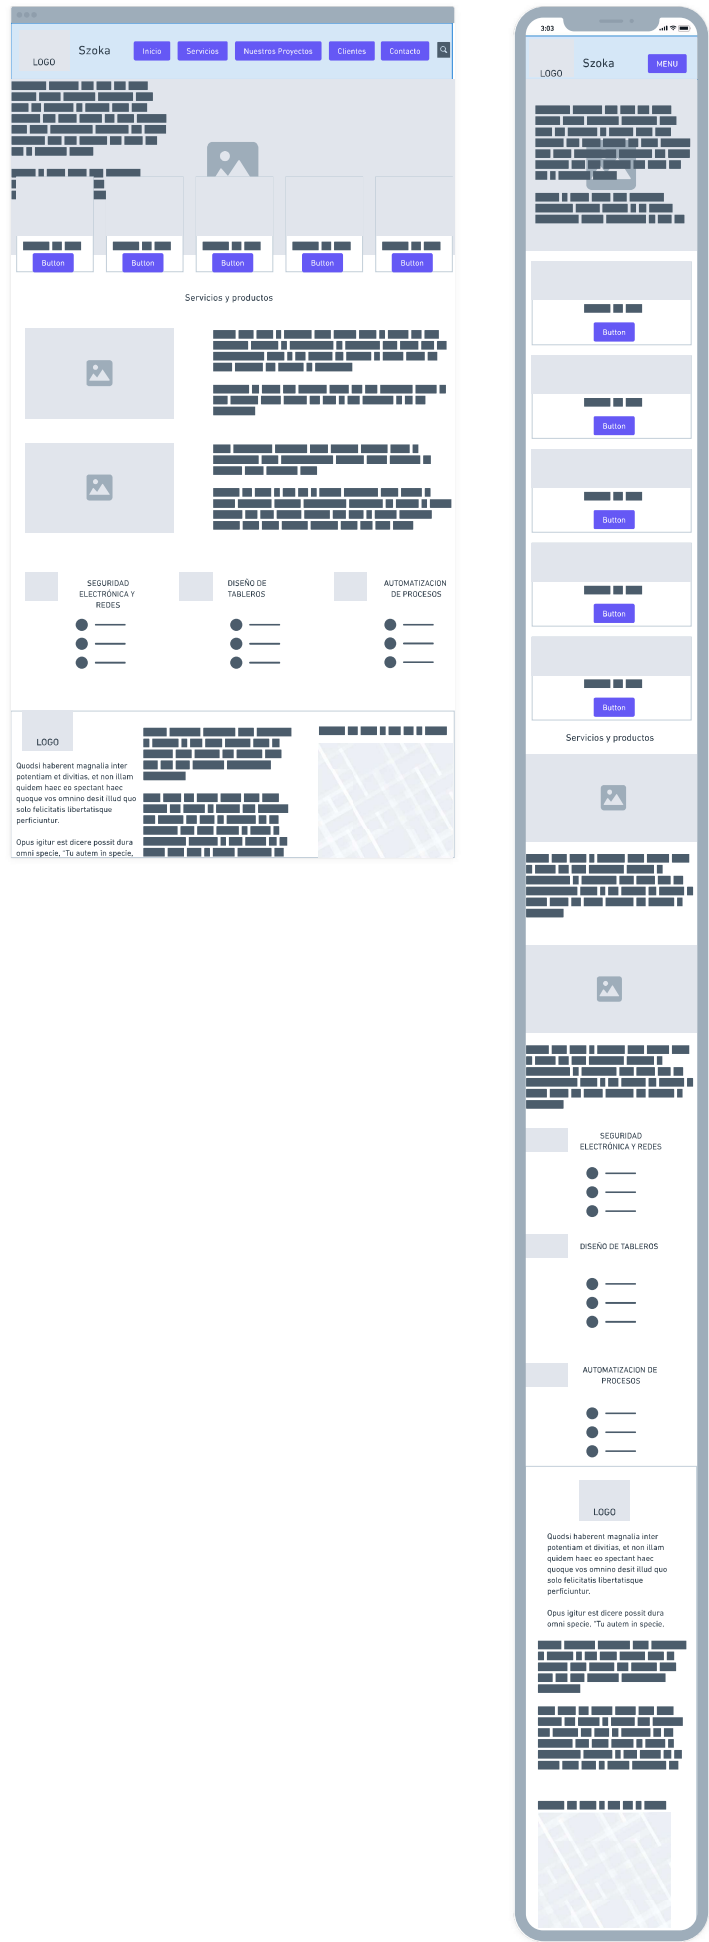 LOGO
Szoka
Inicio
Servicios
Nuestros Proyectos
Clientes
Contacto
Button
Button
Button
Button
Button
Servicios y productos
SEGURIDAD
ELECTRÓNICA Y
REDES
DISEÑO DE
TABLEROS
AUTOMATIZACION
DE PROCESOS
LOGO
Quodsi haberent magnalia inter
potentiam et divitias, et non illam
quidem haec eo spectant haec
quoque vos omnino desit illud quo
solo felicitatis libertatisque
perficiuntur.
Opus igitur est dicere possit dura
omni specie, "Tu autem in specie,
3:03
LOGO
Szoka
MENU
Button
Button
Button
Button
Button
Servicios y productos
SEGURIDAD
ELECTRÓNICA Y REDES
DISEÑO DE TABLEROS
AUTOMATIZACION DE
PROCESOS
LOGO
Quodsi haberent magnalia inter
potentiam et divitias, et non illam
quidem haec eo spectant haec
quoque vos omnino desit illud quo
solo felicitatis libertatisque
perficiuntur.
Opus igitur est dicere possit dura
omni specie, "Tu autem in specie,